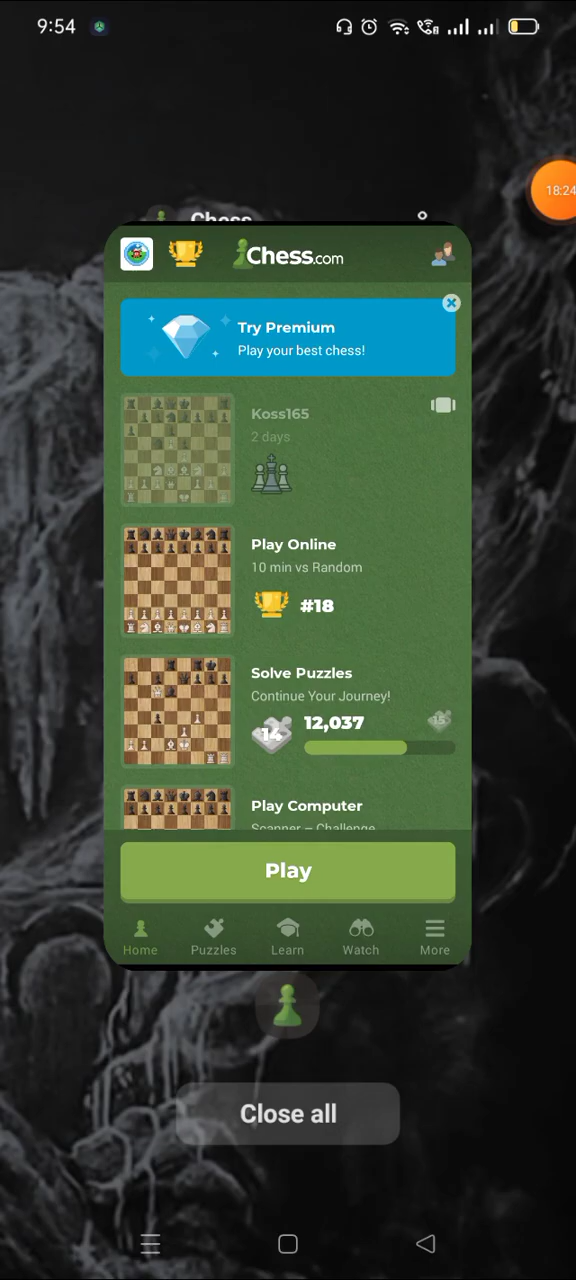 9:54
18:24
Chess
Chess.com
Try Premium
Play your best chess!
Koss165
2 days
Play Online
10 min vs Random
#18
Solve Puzzles
Continue Your Journey!
14
12,037
15
Play Computer
Scanner – Challenge
Play
Home
Puzzles
Learn
Watch
More
Close all